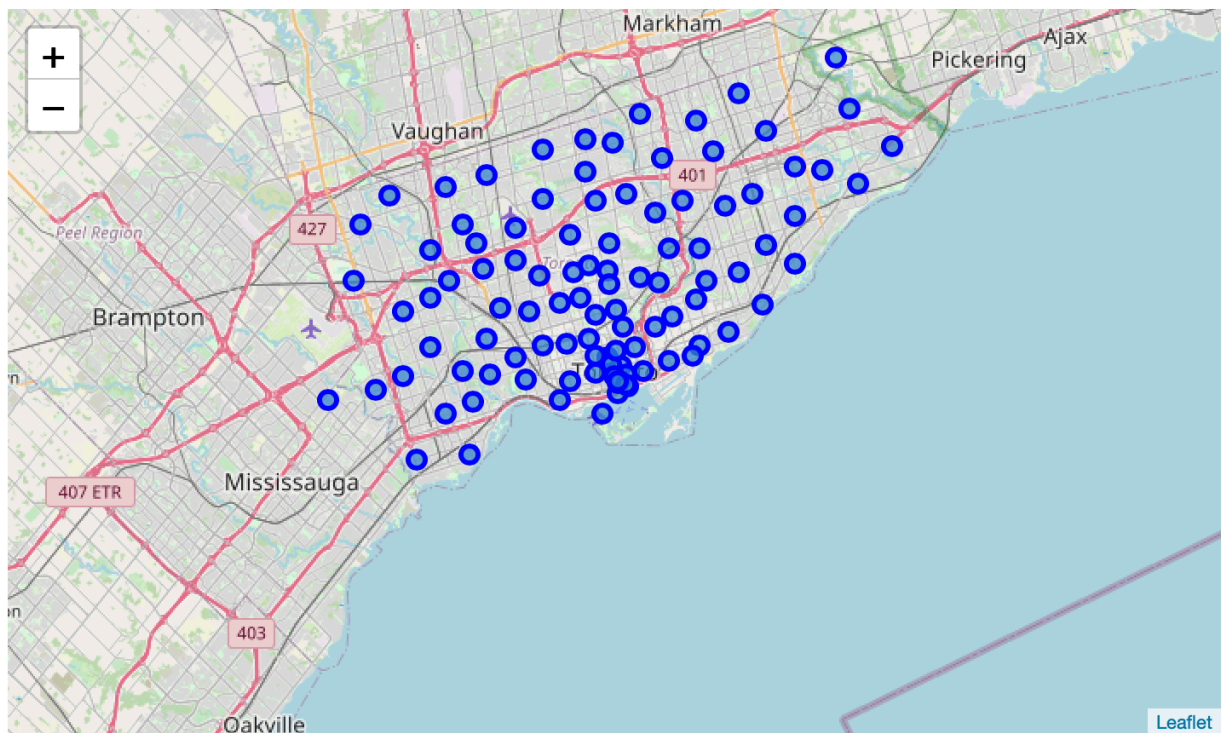 Markham
Ajax
Pickering
+
−
Vaughan
401
427
Peel Region
Brampton
Mississauga
407 ETR
403
Oakville
Leaflet